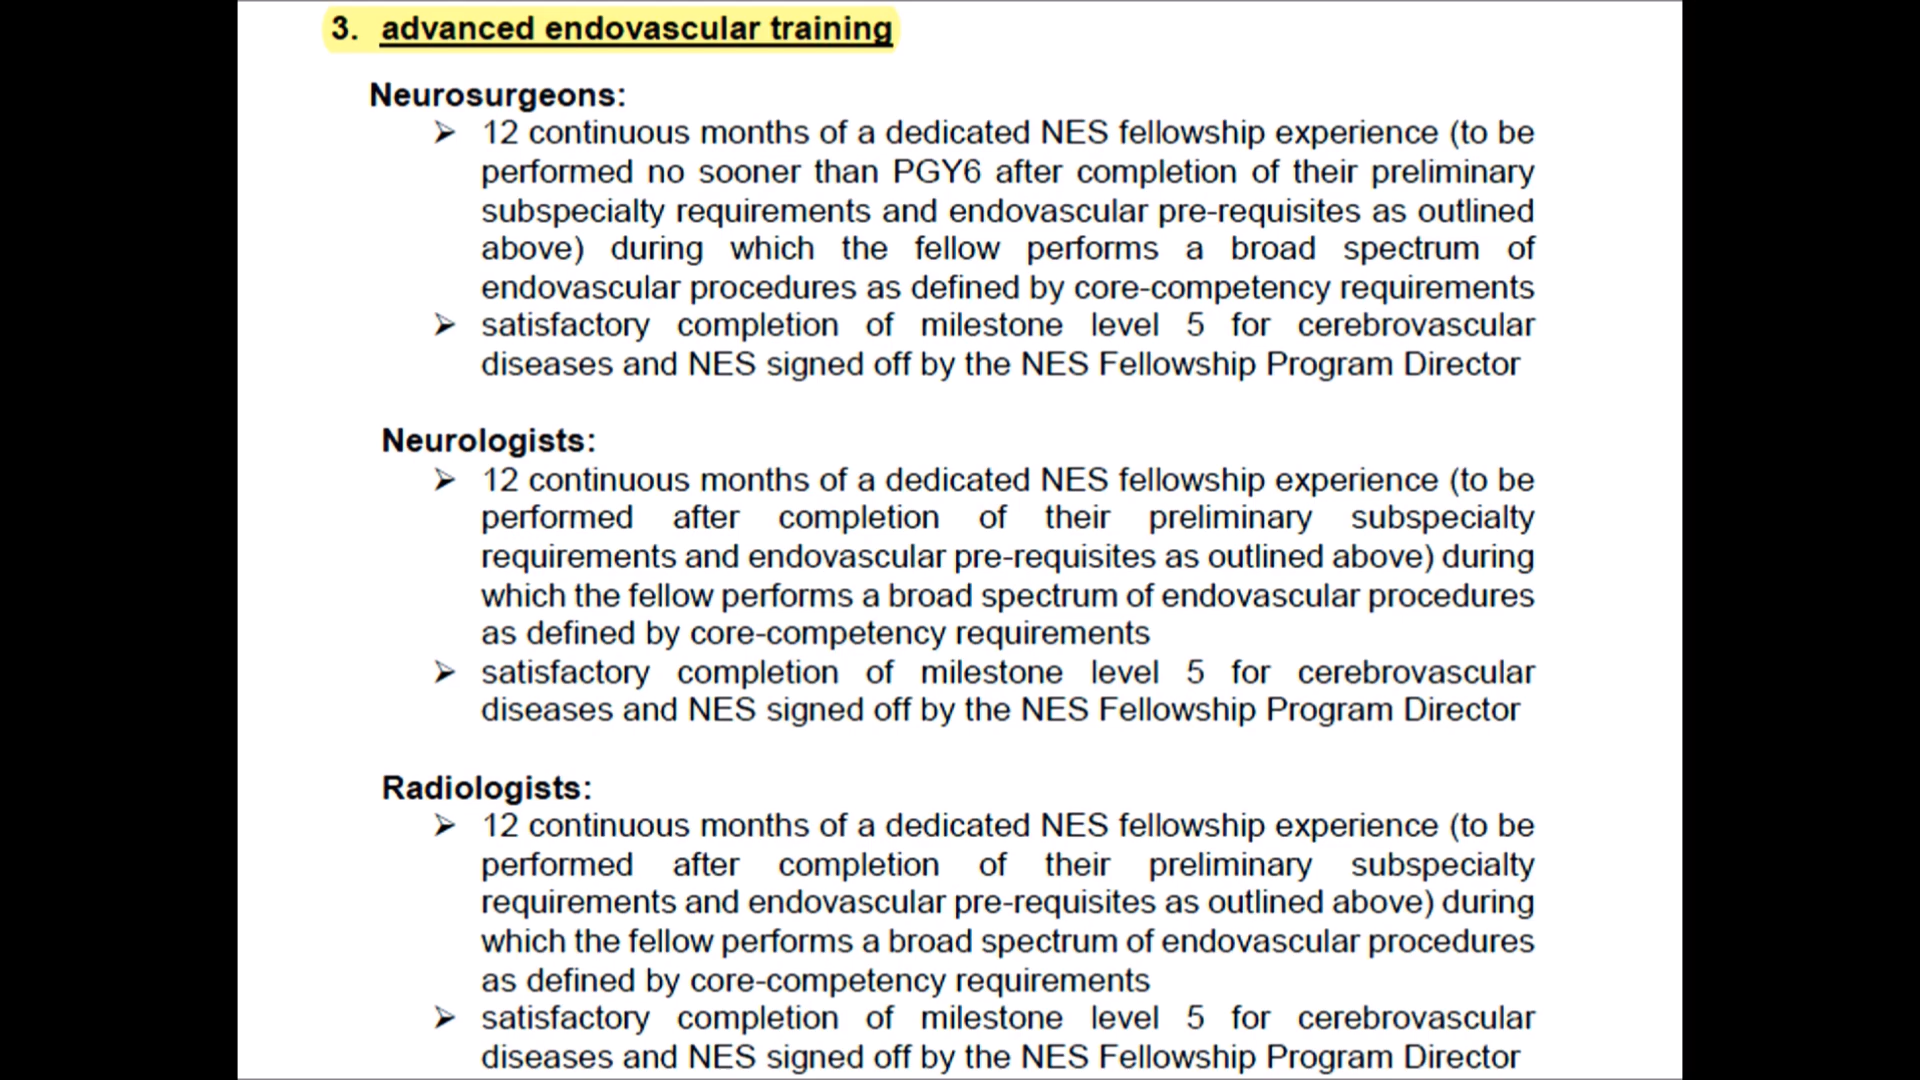 3. advanced endovascular training
Neurosurgeons:
➢ 12 continuous months of a dedicated NES fellowship experience (to be
performed no sooner than PGY6 after completion of their preliminary
subspecialty requirements and endovascular pre-requisites as outlined
above) during which the fellow performs a broad spectrum of
endovascular procedures as defined by core-competency requirements
➢ satisfactory completion of milestone level 5 for cerebrovascular
diseases and NES signed off by the NES Fellowship Program Director
Neurologists:
➢ 12 continuous months of a dedicated NES fellowship experience (to be
performed after completion of their preliminary subspecialty
requirements and endovascular pre-requisites as outlined above) during
which the fellow performs a broad spectrum of endovascular procedures
as defined by core-competency requirements
➢ satisfactory completion of milestone level 5 for cerebrovascular
diseases and NES signed off by the NES Fellowship Program Director
Radiologists:
➢ 12 continuous months of a dedicated NES fellowship experience (to be
performed after completion of their preliminary subspecialty
requirements and endovascular pre-requisites as outlined above) during
which the fellow performs a broad spectrum of endovascular procedures
as defined by core-competency requirements
➢ satisfactory completion of milestone level 5 for cerebrovascular
diseases and NES signed off by the NES Fellowship Program Director